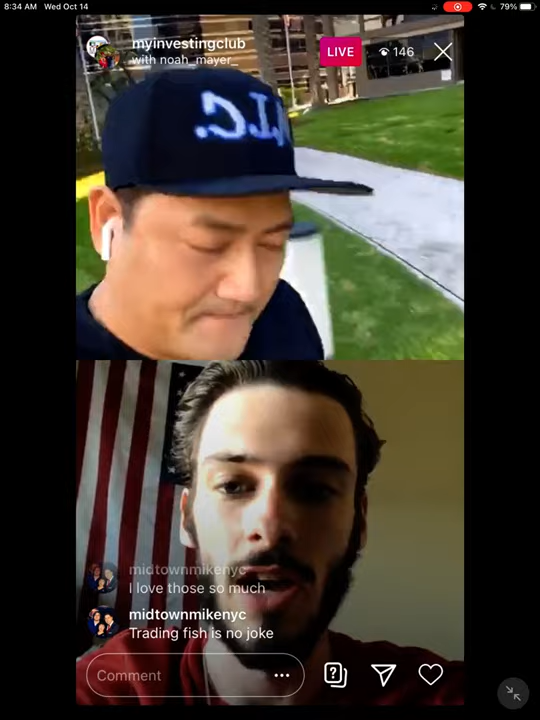 8:34 AM Wed Oct 14
79%
myinvestingclub
LIVE
146
with noah_mayer_
M.I.C.
midtownmikenyc
I love those so much
midtownmikenyc
Trading fish is no joke
Comment